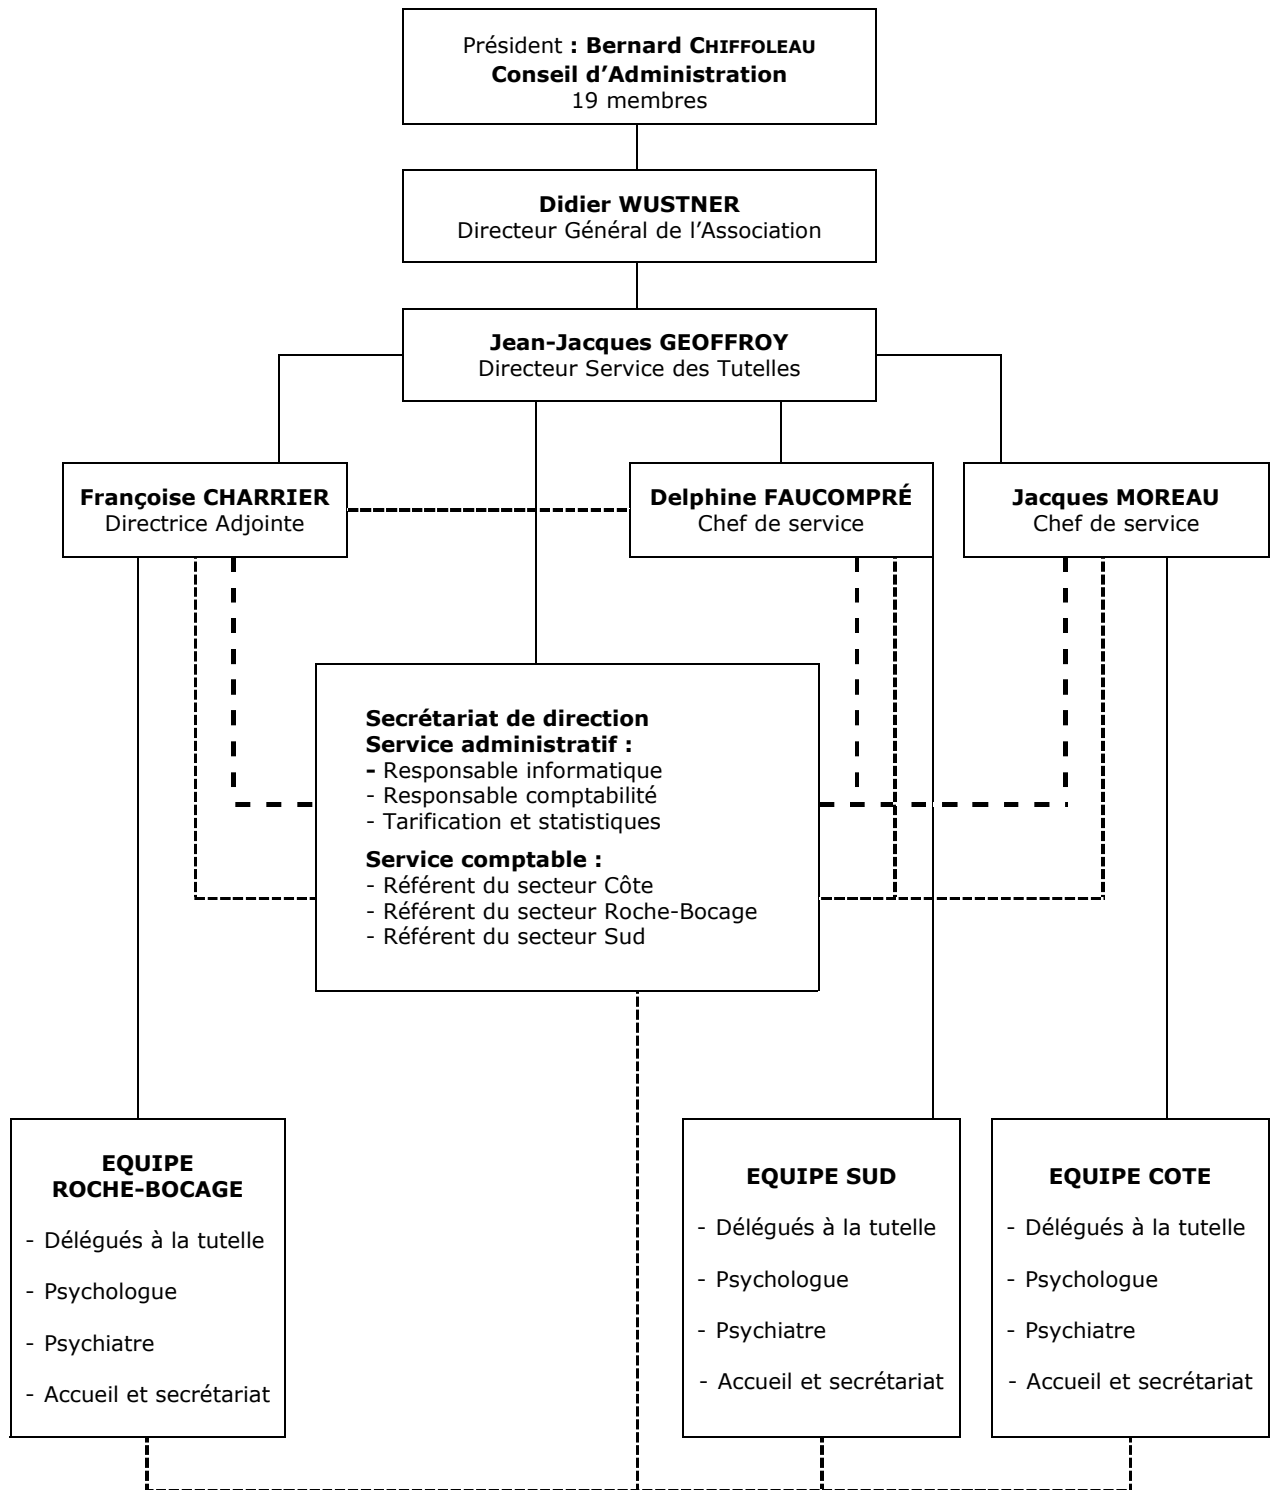 Président : Bernard CHIFFOLEAU
Conseil d’Administration
19 membres
Didier WUSTNER
Directeur Général de l’Association
Jean-Jacques GEOFFROY
Directeur Service des Tutelles
Françoise CHARRIER
Directrice Adjointe
Delphine FAUCOMPRÉ
Chef de service
Jacques MOREAU
Chef de service
Secrétariat de direction
Service administratif :
- Responsable informatique
- Responsable comptabilité
- Tarification et statistiques
Service comptable :
- Référent du secteur Côte
- Référent du secteur Roche-Bocage
- Référent du secteur Sud
EQUIPE
ROCHE-BOCAGE
- Délégués à la tutelle
- Psychologue
- Psychiatre
- Accueil et secrétariat
EQUIPE SUD
- Délégués à la tutelle
- Psychologue
- Psychiatre
- Accueil et secrétariat
EQUIPE COTE
- Délégués à la tutelle
- Psychologue
- Psychiatre
- Accueil et secrétariat